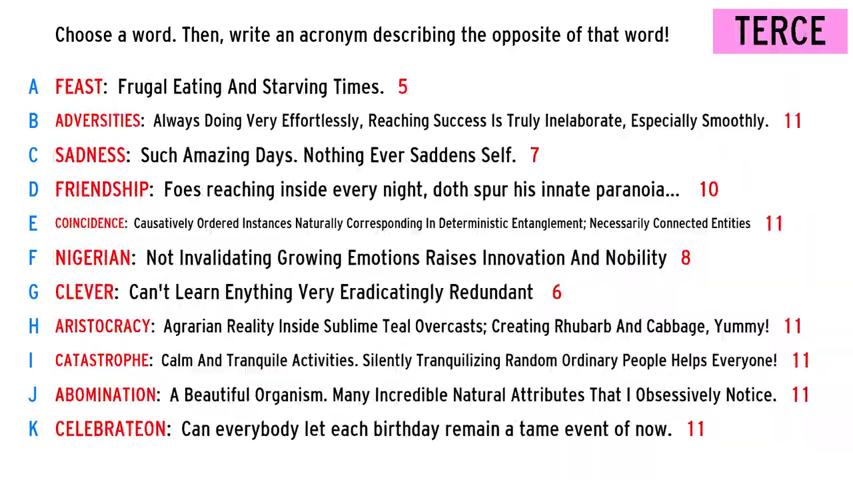 Choose a word. Then, write an acronym describing the opposite of that word!
TERCE
A FEAST: Frugal Eating And Starving Times. 5
B ADVERSITIES: Always Doing Very Effortlessly, Reaching Success Is Truly Inelaborate, Especially Smoothly. 11
C SADNESS: Such Amazing Days. Nothing Ever Saddens Self. 7
D FRIENDSHIP: Foes reaching inside every night, doth spur his innate paranoia... 10
E COINCIDENCE: Causatively Ordered Instances Naturally Corresponding In Deterministic Entanglement; Necessarily Connected Entities 11
F NIGERIAN: Not Invalidating Growing Emotions Raises Innovation And Nobility 8
G CLEVER: Can't Learn Enything Very Eradicatingly Redundant 6
H ARISTOCRACY: Agrarian Reality Inside Sublime Teal Overcasts; Creating Rhubarb And Cabbage, Yummy! 11
I CATASTROPHE: Calm And Tranquile Activities. Silently Tranquilizing Random Ordinary People Helps Everyone! 11
J ABOMINATION: A Beautiful Organism. Many Incredible Natural Attributes That I Obsessively Notice. 11
K CELEBRATEON: Can everybody let each birthday remain a tame event of now. 11